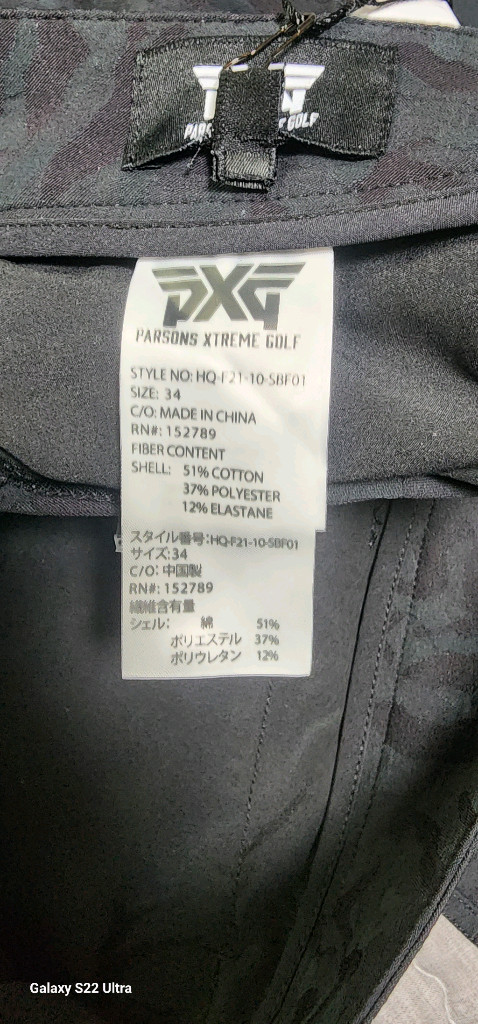 GOLF
PXG
PARSONS XTREME GOLF
STYLE NO: HQ-F21-10-SBF01
SIZE: 34
C/O: MADE IN CHINA
RN#: 152789
FIBER CONTENT
SHELL: 51% COTTON
37% POLYESTER
12% ELASTANE
スタイル番号:HQ-F21-10-SBF01
サイズ:34
C/O: 中国製
RN#: 152789
繊維含有量
シェル: 綿 51%
ポリエステル 37%
ポリウレタン 12%
Galaxy S22 Ultra